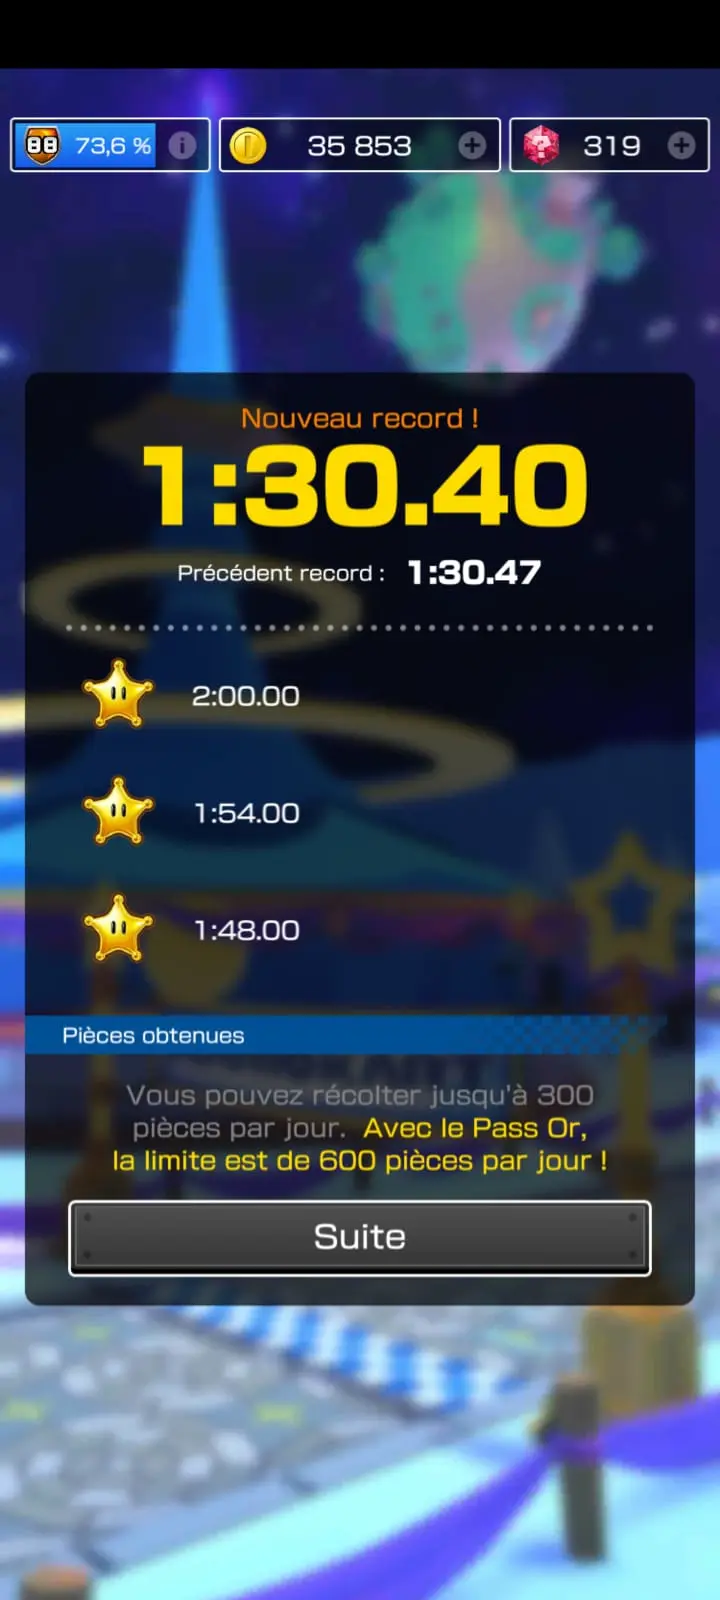 88 73,6 % i 35 853 + 319 +
Nouveau record !
1:30.40
Précédent record : 1:30.47
2:00.00
1:54.00
1:48.00
Pièces obtenues
Vous pouvez récolter jusqu'à 300
pièces par jour. Avec le Pass Or,
la limite est de 600 pièces par jour !
Suite